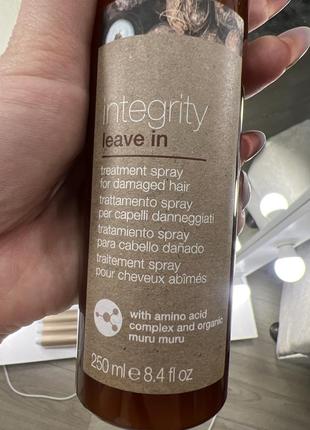 integrity
leave in
treatment spray
for damaged hair
trattamento spray
per capelli danneggiati
tratamiento spray
para cabello dañado
traitement spray
pour cheveux abîmés
with amino acid
complex and organic
muru muru
250 ml e 8.4 fl oz